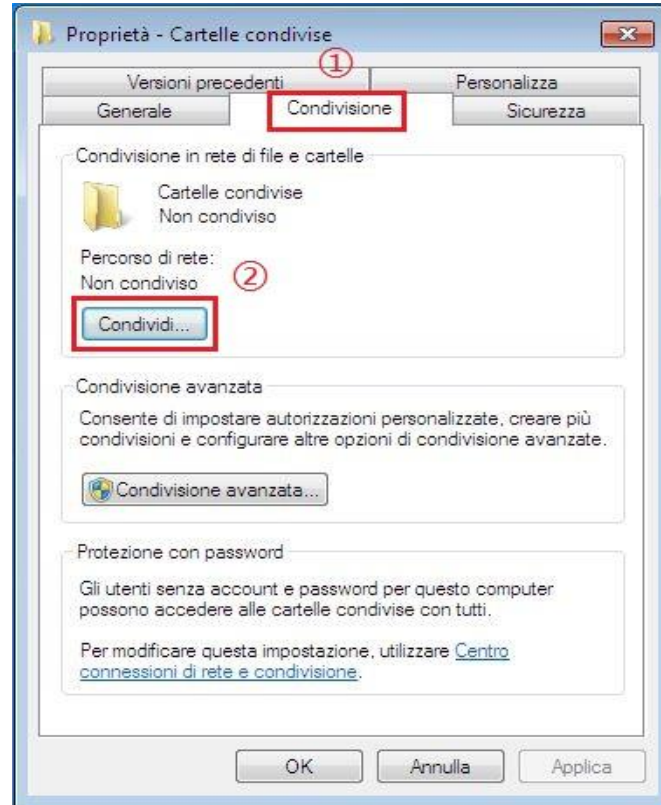 Proprietà - Cartelle condivise
①
Versioni precedenti
Personalizza
Generale
Condivisione
Sicurezza
Condivisione in rete di file e cartelle
Cartelle condivise
Non condiviso
Percorso di rete:
Non condiviso
②
Condividi...
Condivisione avanzata
Consente di impostare autorizzazioni personalizzate, creare più
condivisioni e configurare altre opzioni di condivisione avanzate.
Condivisione avanzata...
Protezione con password
Gli utenti senza account e password per questo computer
possono accedere alle cartelle condivise con tutti.
Per modificare questa impostazione, utilizzare Centro
connessioni di rete e condivisione.
OK
Annulla
Applica